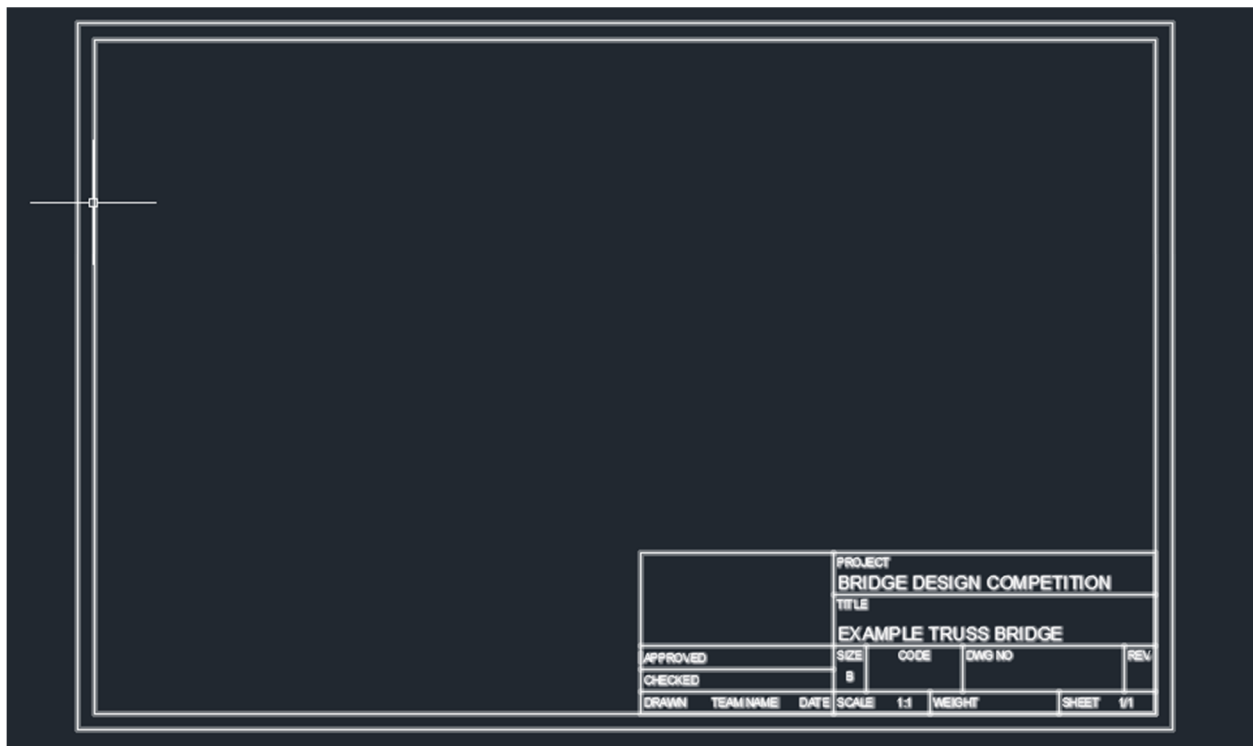 PROJECT
BRIDGE DESIGN COMPETITION
TITLE
EXAMPLE TRUSS BRIDGE
APPROVED
SIZE CODE DWG NO REV
B
CHECKED
DRAWN TEAM NAME DATE SCALE 1:1 WEIGHT SHEET 1/1